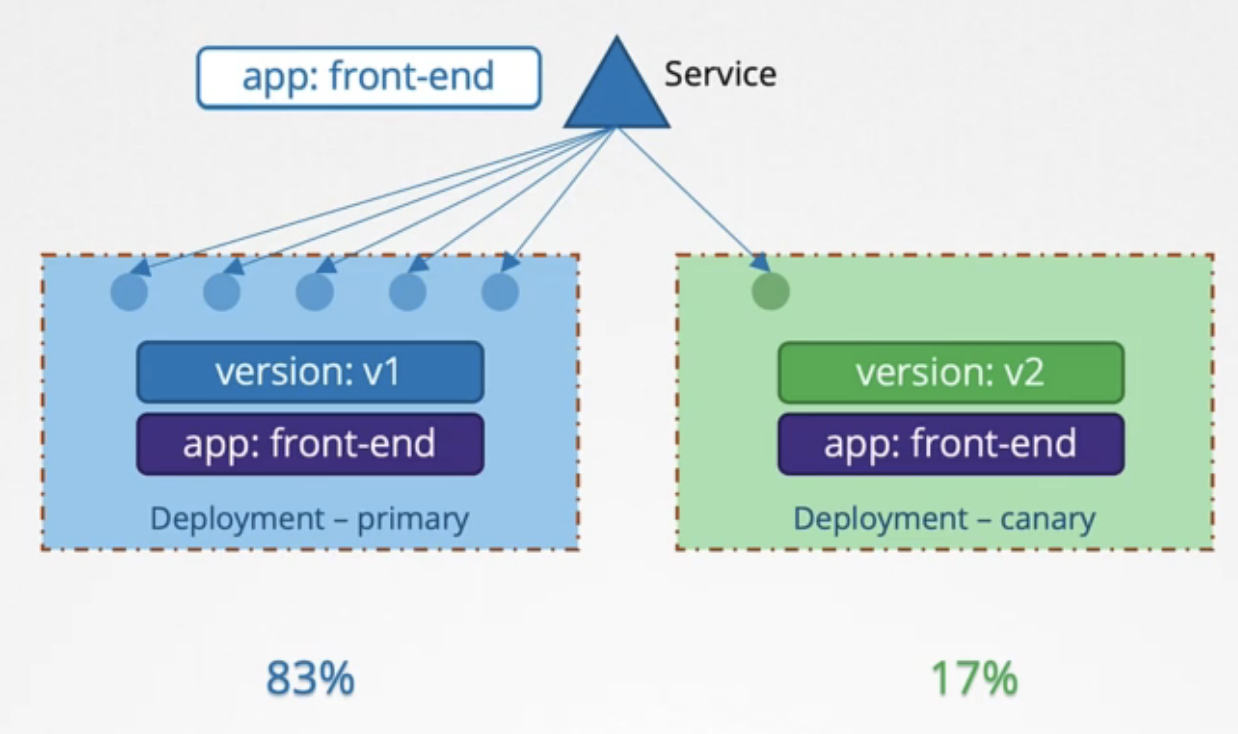 app: front-end
Service
version: v1
app: front-end
Deployment – primary
version: v2
app: front-end
Deployment – canary
83%
17%